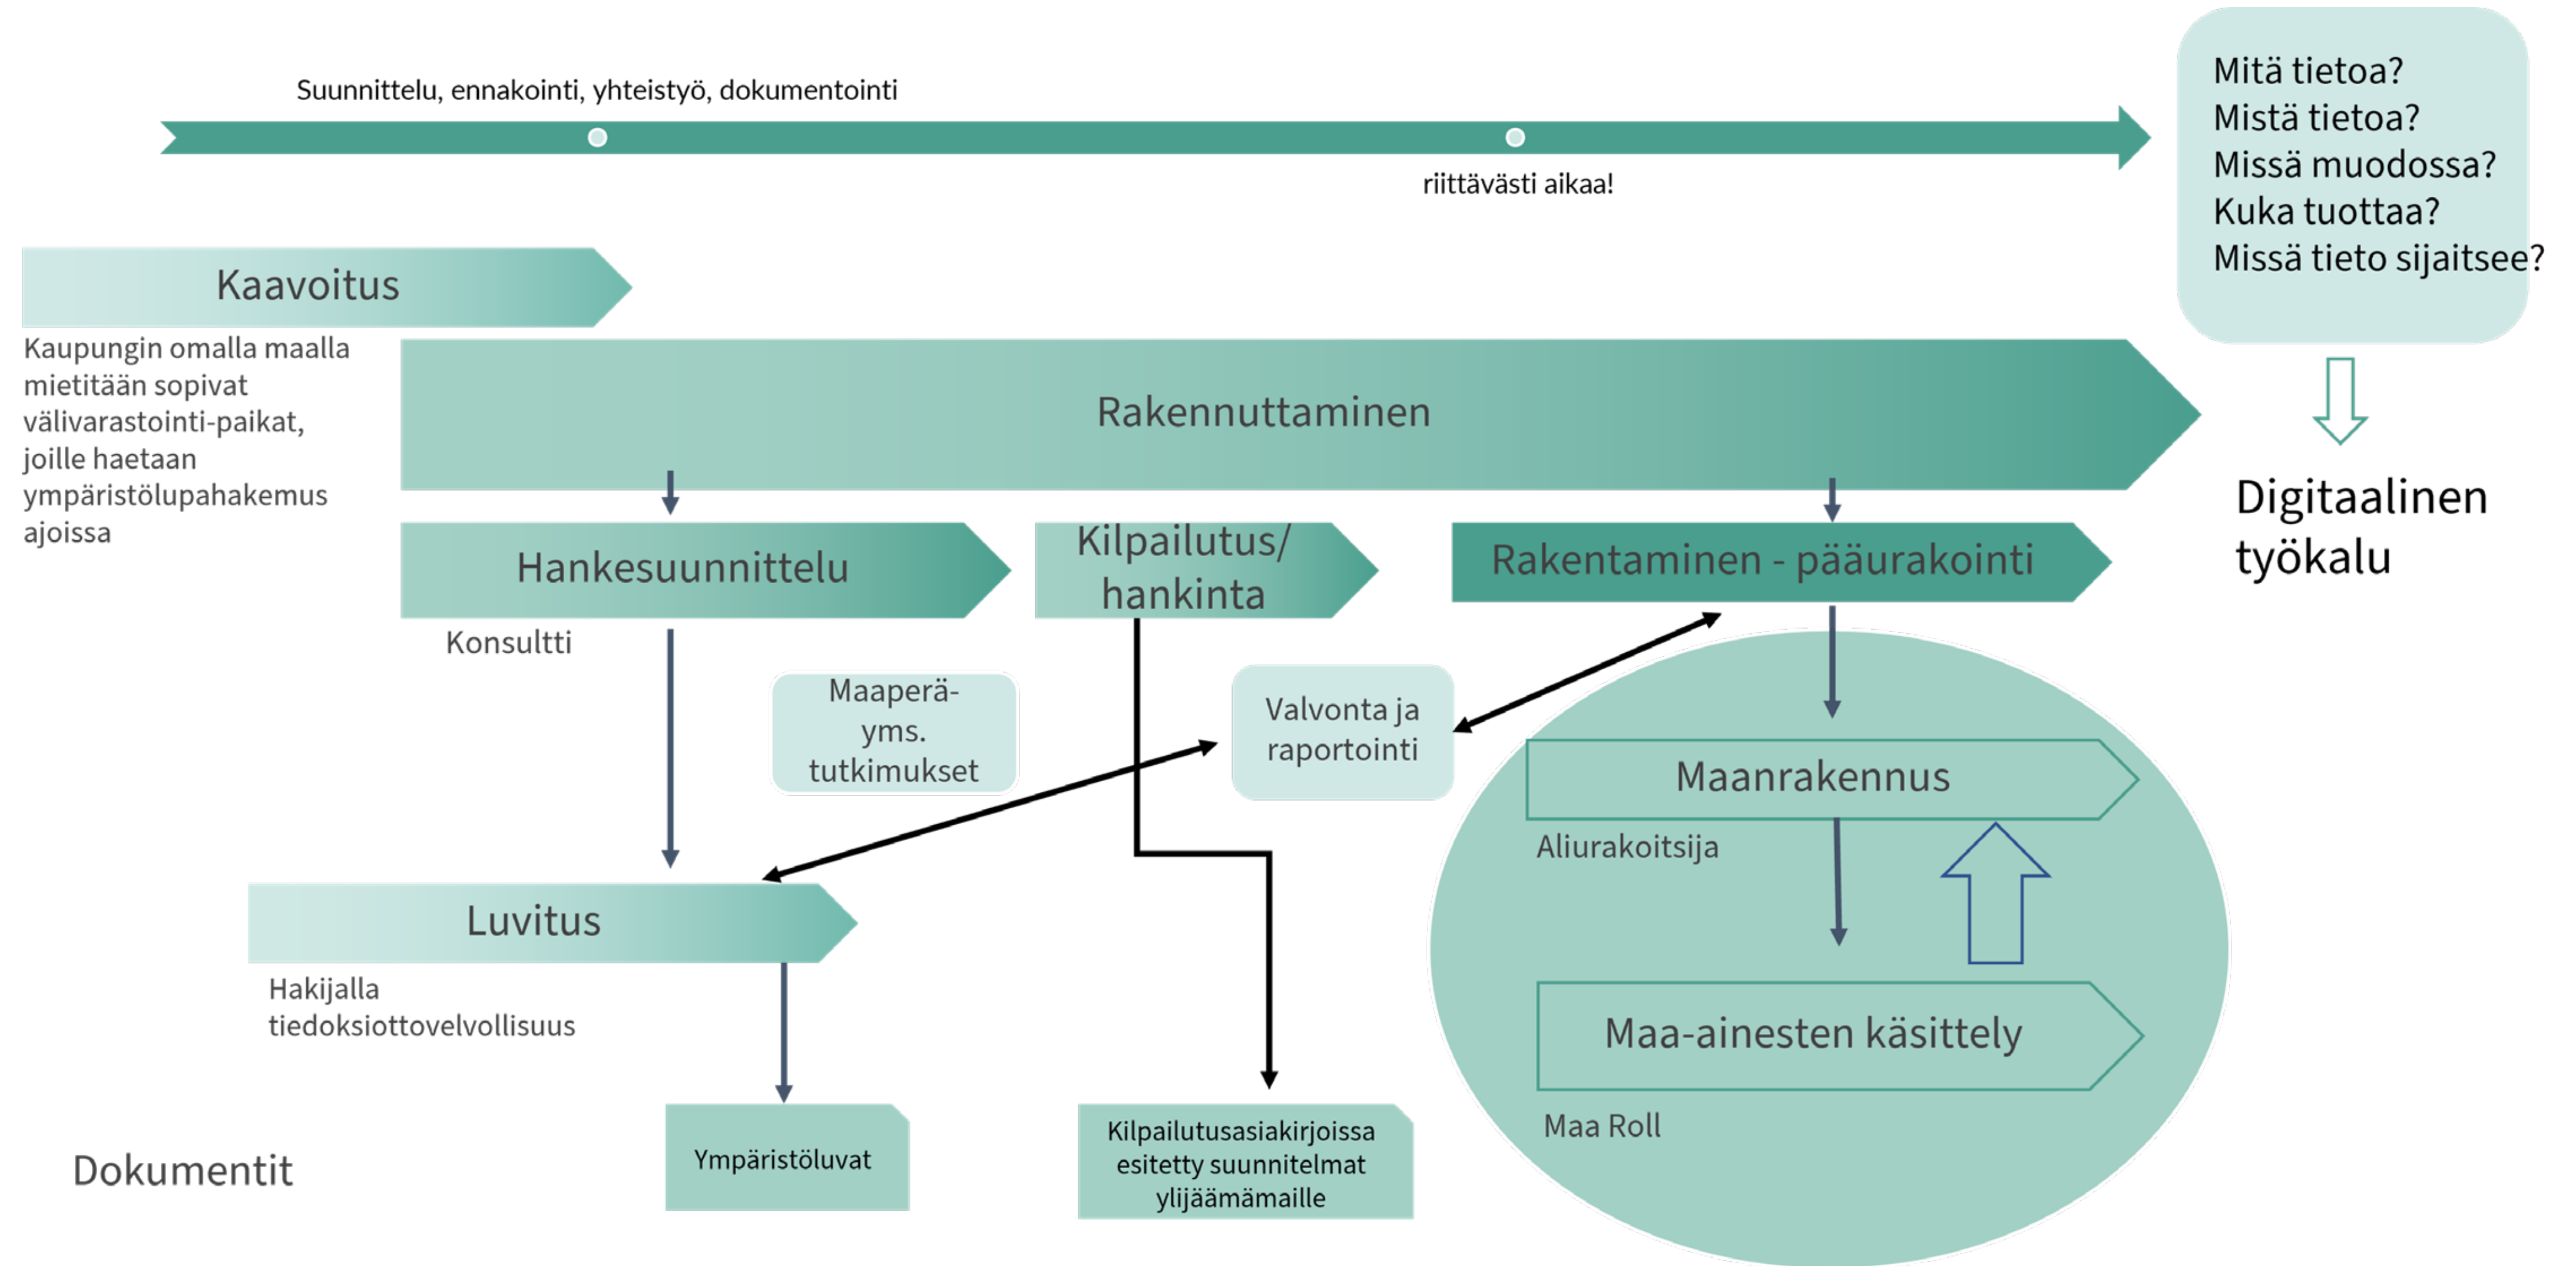 Suunnittelu, ennakointi, yhteistyö, dokumentointi
riittävästi aikaa!
Mitä tietoa?
Mistä tietoa?
Missä muodossa?
Kuka tuottaa?
Missä tieto sijaitsee?
Digitaalinen
työkalu
Kaavoitus
Kaupungin omalla maalla
mietitään sopivat
välivarastointi-paikat,
joille haetaan
ympäristölupahakemus
ajoissa
Rakennuttaminen
Hankesuunnittelu
Konsultti
Kilpailutus/
hankinta
Rakentaminen - pääurakointi
Maaperä-
yms.
tutkimukset
Valvonta ja
raportointi
Maanrakennus
Aliurakoitsija
Luvitus
Hakijalla
tiedoksiottovelvollisuus
Maa-ainesten käsittely
Maa Roll
Dokumentit
Ympäristöluvat
Kilpailutusasiakirjoissa
esitetty suunnitelmat
ylijäämämaille